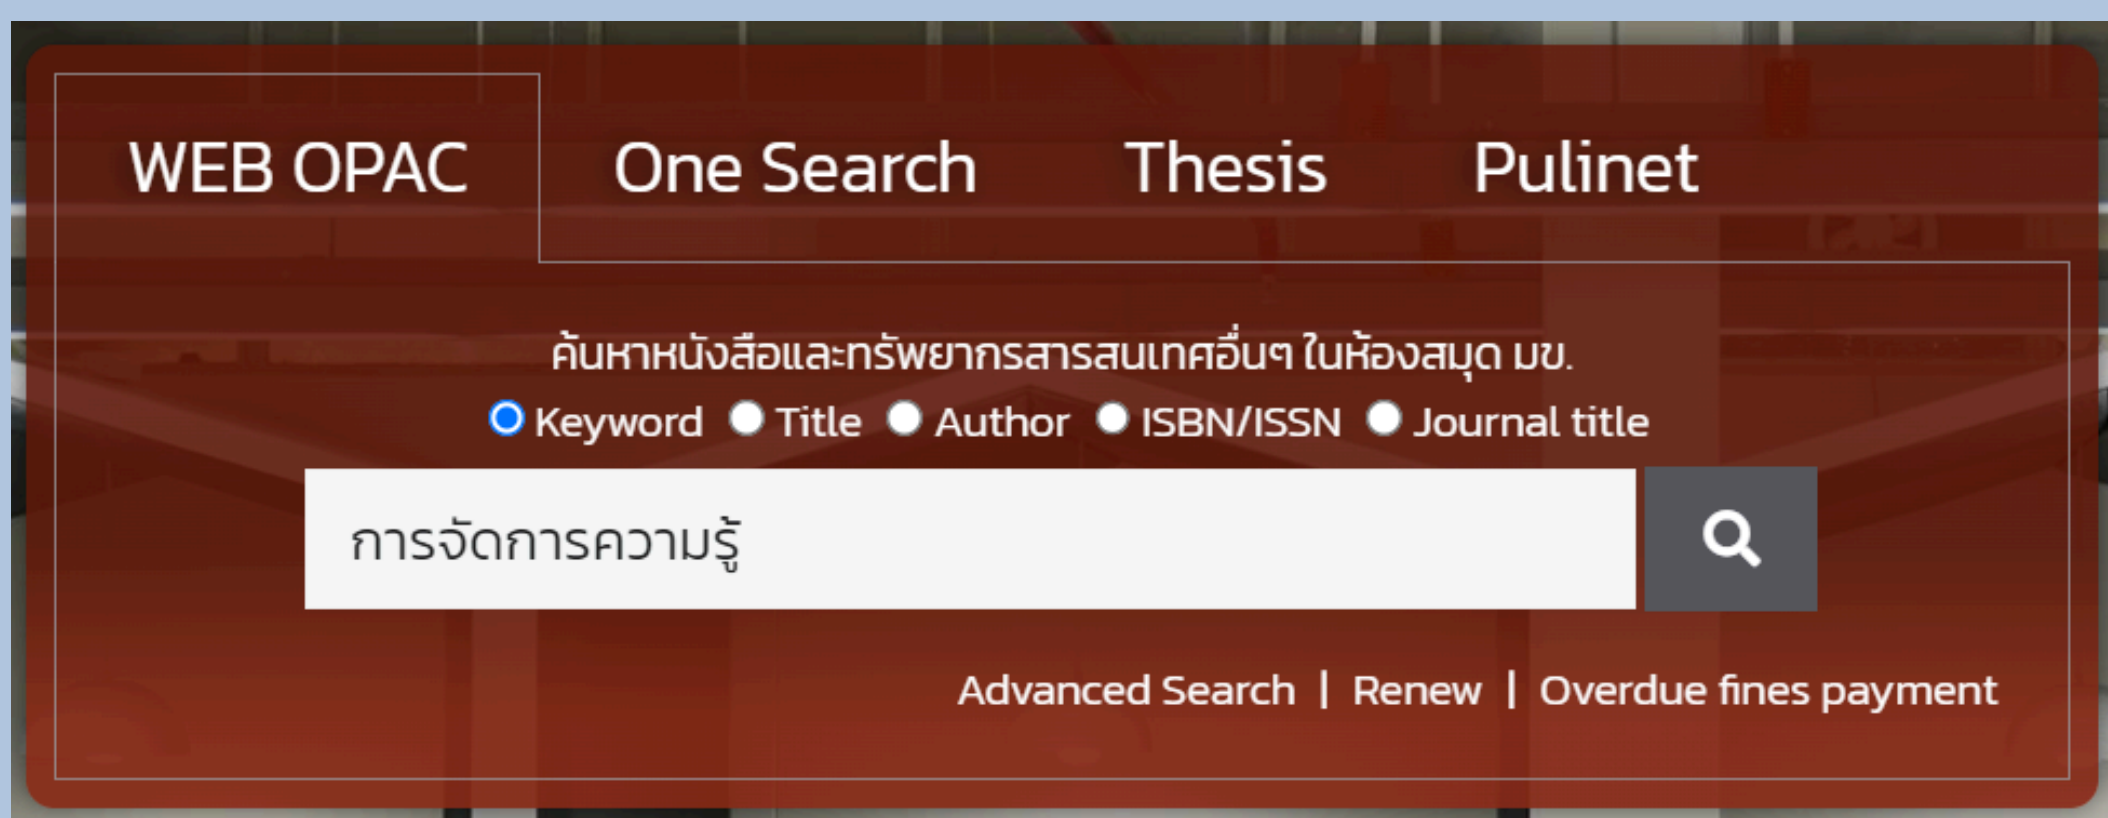 WEB OPAC One Search Thesis Pulinet
ค้นหาหนังสือและทรัพยากรสารสนเทศอื่นๆ ในห้องสมุด มข.
Keyword Title Author ISBN/ISSN Journal title
การจัดการความรู้
Advanced Search | Renew | Overdue fines payment